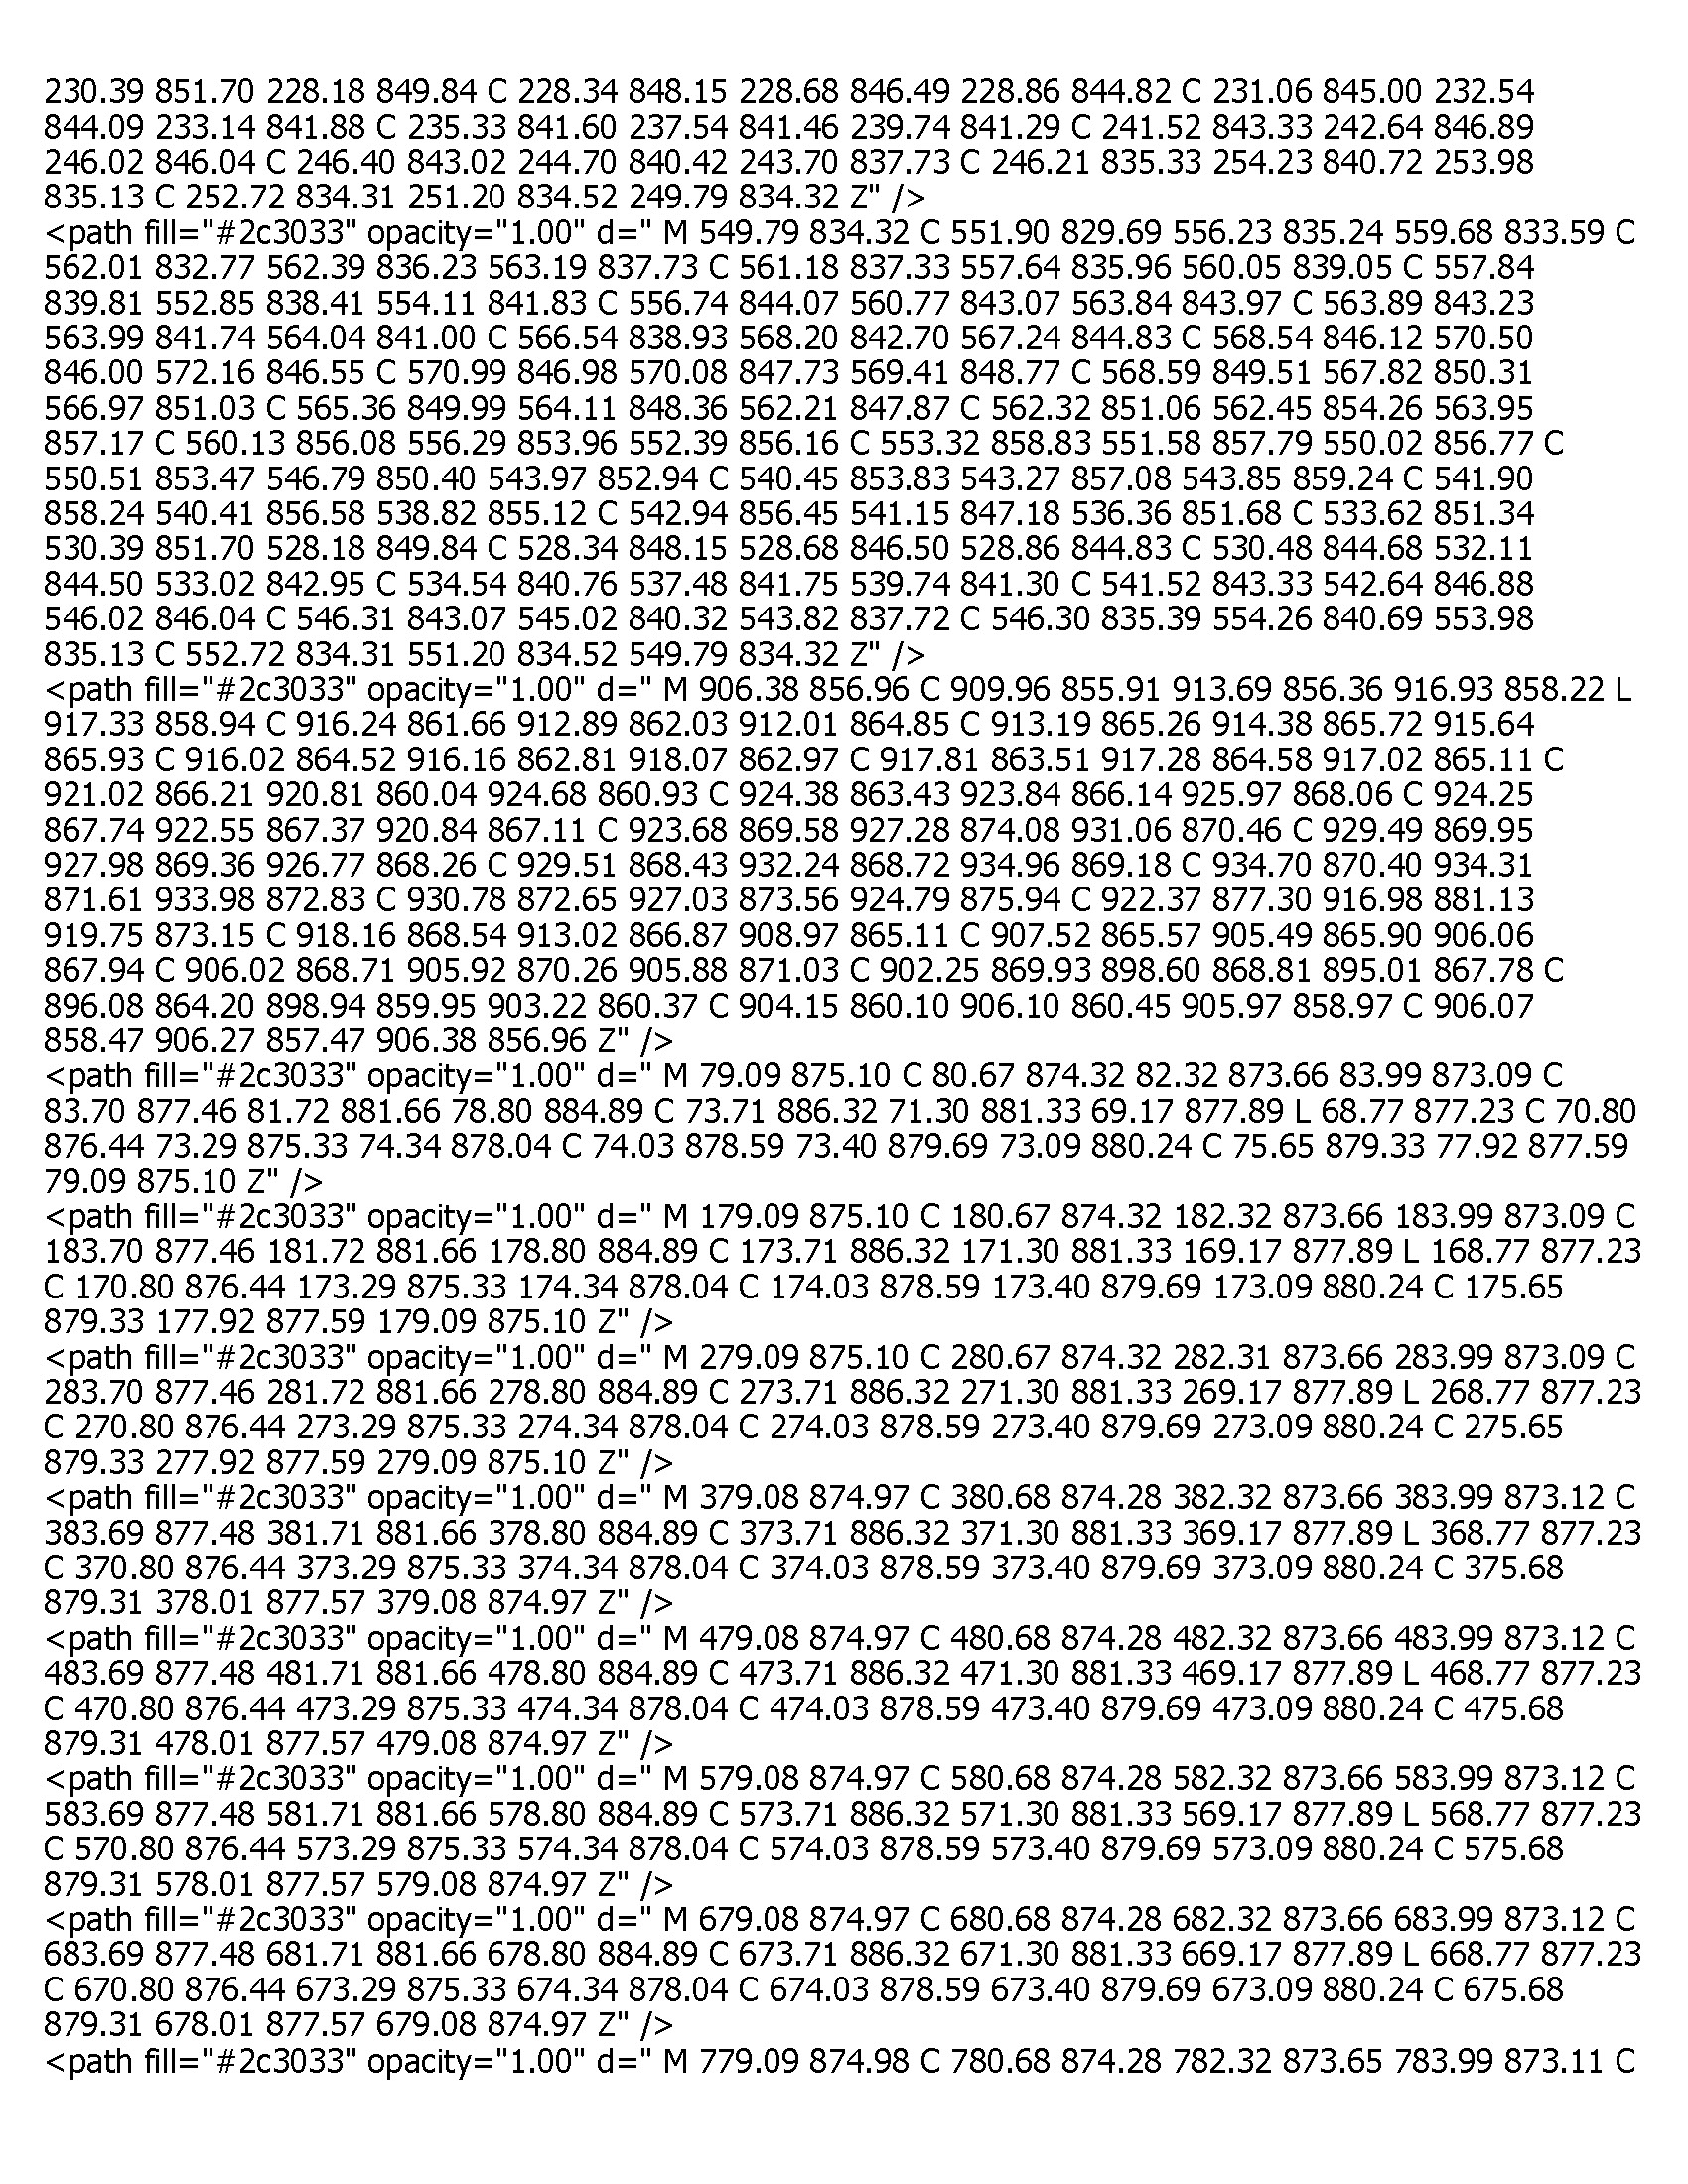 230.39 851.70 228.18 849.84 C 228.34 848.15 228.68 846.49 228.86 844.82 C 231.06 845.00 232.54
844.09 233.14 841.88 C 235.33 841.60 237.54 841.46 239.74 841.29 C 241.52 843.33 242.64 846.89
246.02 846.04 C 246.40 843.02 244.70 840.42 243.70 837.73 C 246.21 835.33 254.23 840.72 253.98
835.13 C 252.72 834.31 251.20 834.52 249.79 834.32 Z" />
<path fill="#2c3033" opacity="1.00" d=" M 549.79 834.32 C 551.90 829.69 556.23 835.24 559.68 833.59 C
562.01 832.77 562.39 836.23 563.19 837.73 C 561.18 837.33 557.64 835.96 560.05 839.05 C 557.84
839.81 552.85 838.41 554.11 841.83 C 556.74 844.07 560.77 843.07 563.84 843.97 C 563.89 843.23
563.99 841.74 564.04 841.00 C 566.54 838.93 568.20 842.70 567.24 844.83 C 568.54 846.12 570.50
846.00 572.16 846.55 C 570.99 846.98 570.08 847.73 569.41 848.77 C 568.59 849.51 567.82 850.31
566.97 851.03 C 565.36 849.99 564.11 848.36 562.21 847.87 C 562.32 851.06 562.45 854.26 563.95
857.17 C 560.13 856.08 556.29 853.96 552.39 856.16 C 553.32 858.83 551.58 857.79 550.02 856.77 C
550.51 853.47 546.79 850.40 543.97 852.94 C 540.45 853.83 543.27 857.08 543.85 859.24 C 541.90
858.24 540.41 856.58 538.82 855.12 C 542.94 856.45 541.15 847.18 536.36 851.68 C 533.62 851.34
530.39 851.70 528.18 849.84 C 528.34 848.15 528.68 846.50 528.86 844.83 C 530.48 844.68 532.11
844.50 533.02 842.95 C 534.54 840.76 537.48 841.75 539.74 841.30 C 541.52 843.33 542.64 846.88
546.02 846.04 C 546.31 843.07 545.02 840.32 543.82 837.72 C 546.30 835.39 554.26 840.69 553.98
835.13 C 552.72 834.31 551.20 834.52 549.79 834.32 Z" />
<path fill="#2c3033" opacity="1.00" d=" M 906.38 856.96 C 909.96 855.91 913.69 856.36 916.93 858.22 L
917.33 858.94 C 916.24 861.66 912.89 862.03 912.01 864.85 C 913.19 865.26 914.38 865.72 915.64
865.93 C 916.02 864.52 916.16 862.81 918.07 862.97 C 917.81 863.51 917.28 864.58 917.02 865.11 C
921.02 866.21 920.81 860.04 924.68 860.93 C 924.38 863.43 923.84 866.14 925.97 868.06 C 924.25
867.74 922.55 867.37 920.84 867.11 C 923.68 869.58 927.28 874.08 931.06 870.46 C 929.49 869.95
927.98 869.36 926.77 868.26 C 929.51 868.43 932.24 868.72 934.96 869.18 C 934.70 870.40 934.31
871.61 933.98 872.83 C 930.78 872.65 927.03 873.56 924.79 875.94 C 922.37 877.30 916.98 881.13
919.75 873.15 C 918.16 868.54 913.02 866.87 908.97 865.11 C 907.52 865.57 905.49 865.90 906.06
867.94 C 906.02 868.71 905.92 870.26 905.88 871.03 C 902.25 869.93 898.60 868.81 895.01 867.78 C
896.08 864.20 898.94 859.95 903.22 860.37 C 904.15 860.10 906.10 860.45 905.97 858.97 C 906.07
858.47 906.27 857.47 906.38 856.96 Z" />
<path fill="#2c3033" opacity="1.00" d=" M 79.09 875.10 C 80.67 874.32 82.32 873.66 83.99 873.09 C
83.70 877.46 81.72 881.66 78.80 884.89 C 73.71 886.32 71.30 881.33 69.17 877.89 L 68.77 877.23 C 70.80
876.44 73.29 875.33 74.34 878.04 C 74.03 878.59 73.40 879.69 73.09 880.24 C 75.65 879.33 77.92 877.59
79.09 875.10 Z" />
<path fill="#2c3033" opacity="1.00" d=" M 179.09 875.10 C 180.67 874.32 182.32 873.66 183.99 873.09 C
183.70 877.46 181.72 881.66 178.80 884.89 C 173.71 886.32 171.30 881.33 169.17 877.89 L 168.77 877.23
C 170.80 876.44 173.29 875.33 174.34 878.04 C 174.03 878.59 173.40 879.69 173.09 880.24 C 175.65
879.33 177.92 877.59 179.09 875.10 Z" />
<path fill="#2c3033" opacity="1.00" d=" M 279.09 875.10 C 280.67 874.32 282.31 873.66 283.99 873.09 C
283.70 877.46 281.72 881.66 278.80 884.89 C 273.71 886.32 271.30 881.33 269.17 877.89 L 268.77 877.23
C 270.80 876.44 273.29 875.33 274.34 878.04 C 274.03 878.59 273.40 879.69 273.09 880.24 C 275.65
879.33 277.92 877.59 279.09 875.10 Z" />
<path fill="#2c3033" opacity="1.00" d=" M 379.08 874.97 C 380.68 874.28 382.32 873.66 383.99 873.12 C
383.69 877.48 381.71 881.66 378.80 884.89 C 373.71 886.32 371.30 881.33 369.17 877.89 L 368.77 877.23
C 370.80 876.44 373.29 875.33 374.34 878.04 C 374.03 878.59 373.40 879.69 373.09 880.24 C 375.68
879.31 378.01 877.57 379.08 874.97 Z" />
<path fill="#2c3033" opacity="1.00" d=" M 479.08 874.97 C 480.68 874.28 482.32 873.66 483.99 873.12 C
483.69 877.48 481.71 881.66 478.80 884.89 C 473.71 886.32 471.30 881.33 469.17 877.89 L 468.77 877.23
C 470.80 876.44 473.29 875.33 474.34 878.04 C 474.03 878.59 473.40 879.69 473.09 880.24 C 475.68
879.31 478.01 877.57 479.08 874.97 Z" />
<path fill="#2c3033" opacity="1.00" d=" M 579.08 874.97 C 580.68 874.28 582.32 873.66 583.99 873.12 C
583.69 877.48 581.71 881.66 578.80 884.89 C 573.71 886.32 571.30 881.33 569.17 877.89 L 568.77 877.23
C 570.80 876.44 573.29 875.33 574.34 878.04 C 574.03 878.59 573.40 879.69 573.09 880.24 C 575.68
879.31 578.01 877.57 579.08 874.97 Z" />
<path fill="#2c3033" opacity="1.00" d=" M 679.08 874.97 C 680.68 874.28 682.32 873.66 683.99 873.12 C
683.69 877.48 681.71 881.66 678.80 884.89 C 673.71 886.32 671.30 881.33 669.17 877.89 L 668.77 877.23
C 670.80 876.44 673.29 875.33 674.34 878.04 C 674.03 878.59 673.40 879.69 673.09 880.24 C 675.68
879.31 678.01 877.57 679.08 874.97 Z" />
<path fill="#2c3033" opacity="1.00" d=" M 779.09 874.98 C 780.68 874.28 782.32 873.65 783.99 873.11 C